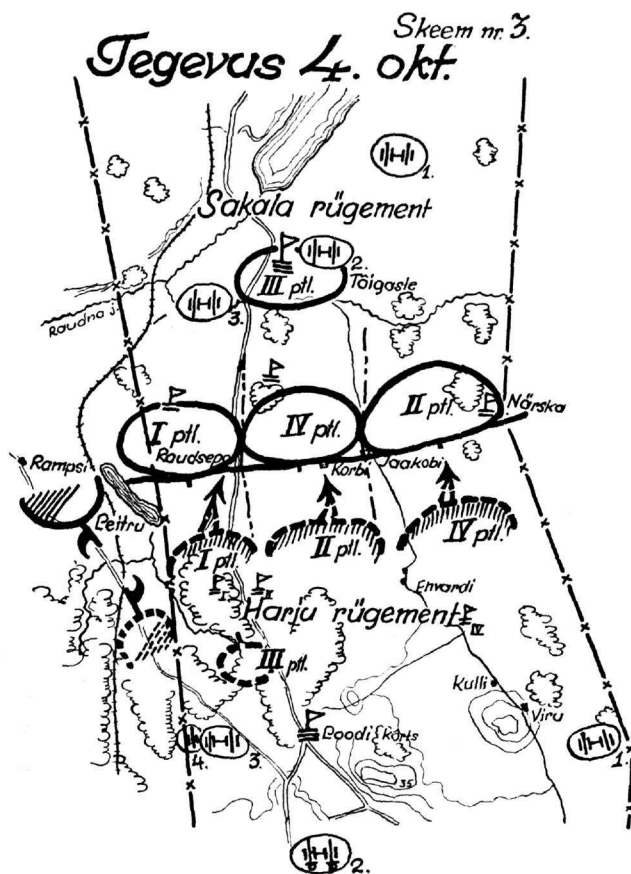 Skeem nr. 3.
Tegevus 4. okt.
1.
Sakala rügement
2.
III ptl.
Tõigaste
3.
Raudna j.
II ptl.
Närska
I ptl.
IV ptl.
Raudsepa
Korbi
Jaakobi
Rampsi
Leitru
I ptl.
II ptl.
IV ptl.
Ehvardi
Harju rügement
IV
III ptl.
Kulli
Viru
Loodi kõrts
4.
3.
35
1.
2.